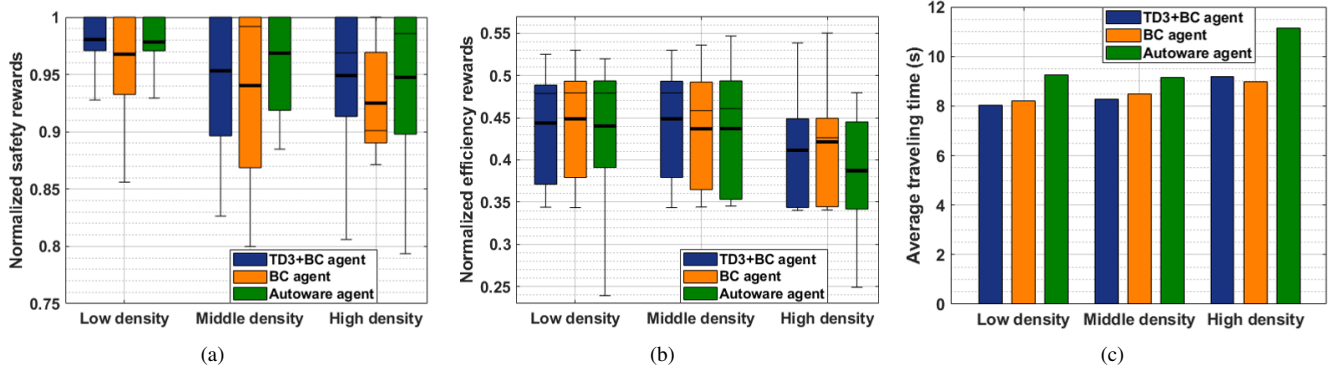 Normalized safety rewards
1
0.95
0.9
0.85
0.8
0.75
TD3+BC agent
BC agent
Autoware agent
Low density
Middle density
High density
(a)
Normalized efficiency rewards
0.55
0.5
0.45
0.4
0.35
0.3
0.25
TD3+BC agent
BC agent
Autoware agent
Low density
Middle density
High density
(b)
Average traveling time (s)
12
10
8
6
4
2
0
TD3+BC agent
BC agent
Autoware agent
Low density
Middle density
High density
(c)